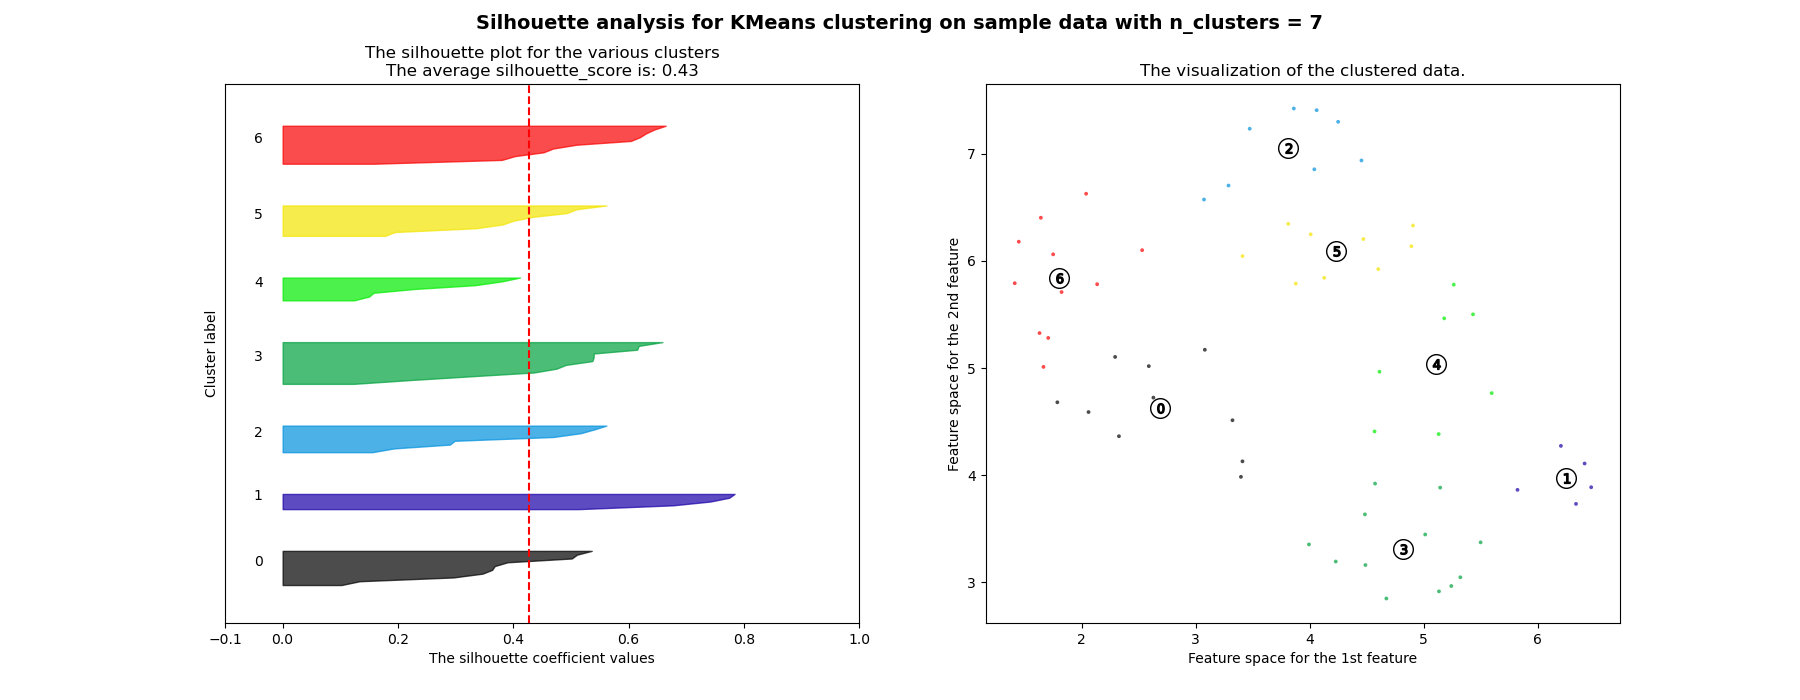 Silhouette analysis for KMeans clustering on sample data with n_clusters = 7
The silhouette plot for the various clusters
The average silhouette_score is: 0.43
6
5
4
3
2
1
0
Cluster label
−0.1 0.0 0.2 0.4 0.6 0.8 1.0
The silhouette coefficient values
The visualization of the clustered data.
7
6
5
4
3
Feature space for the 2nd feature
2
5
6
4
0
1
3
2 3 4 5 6
Feature space for the 1st feature